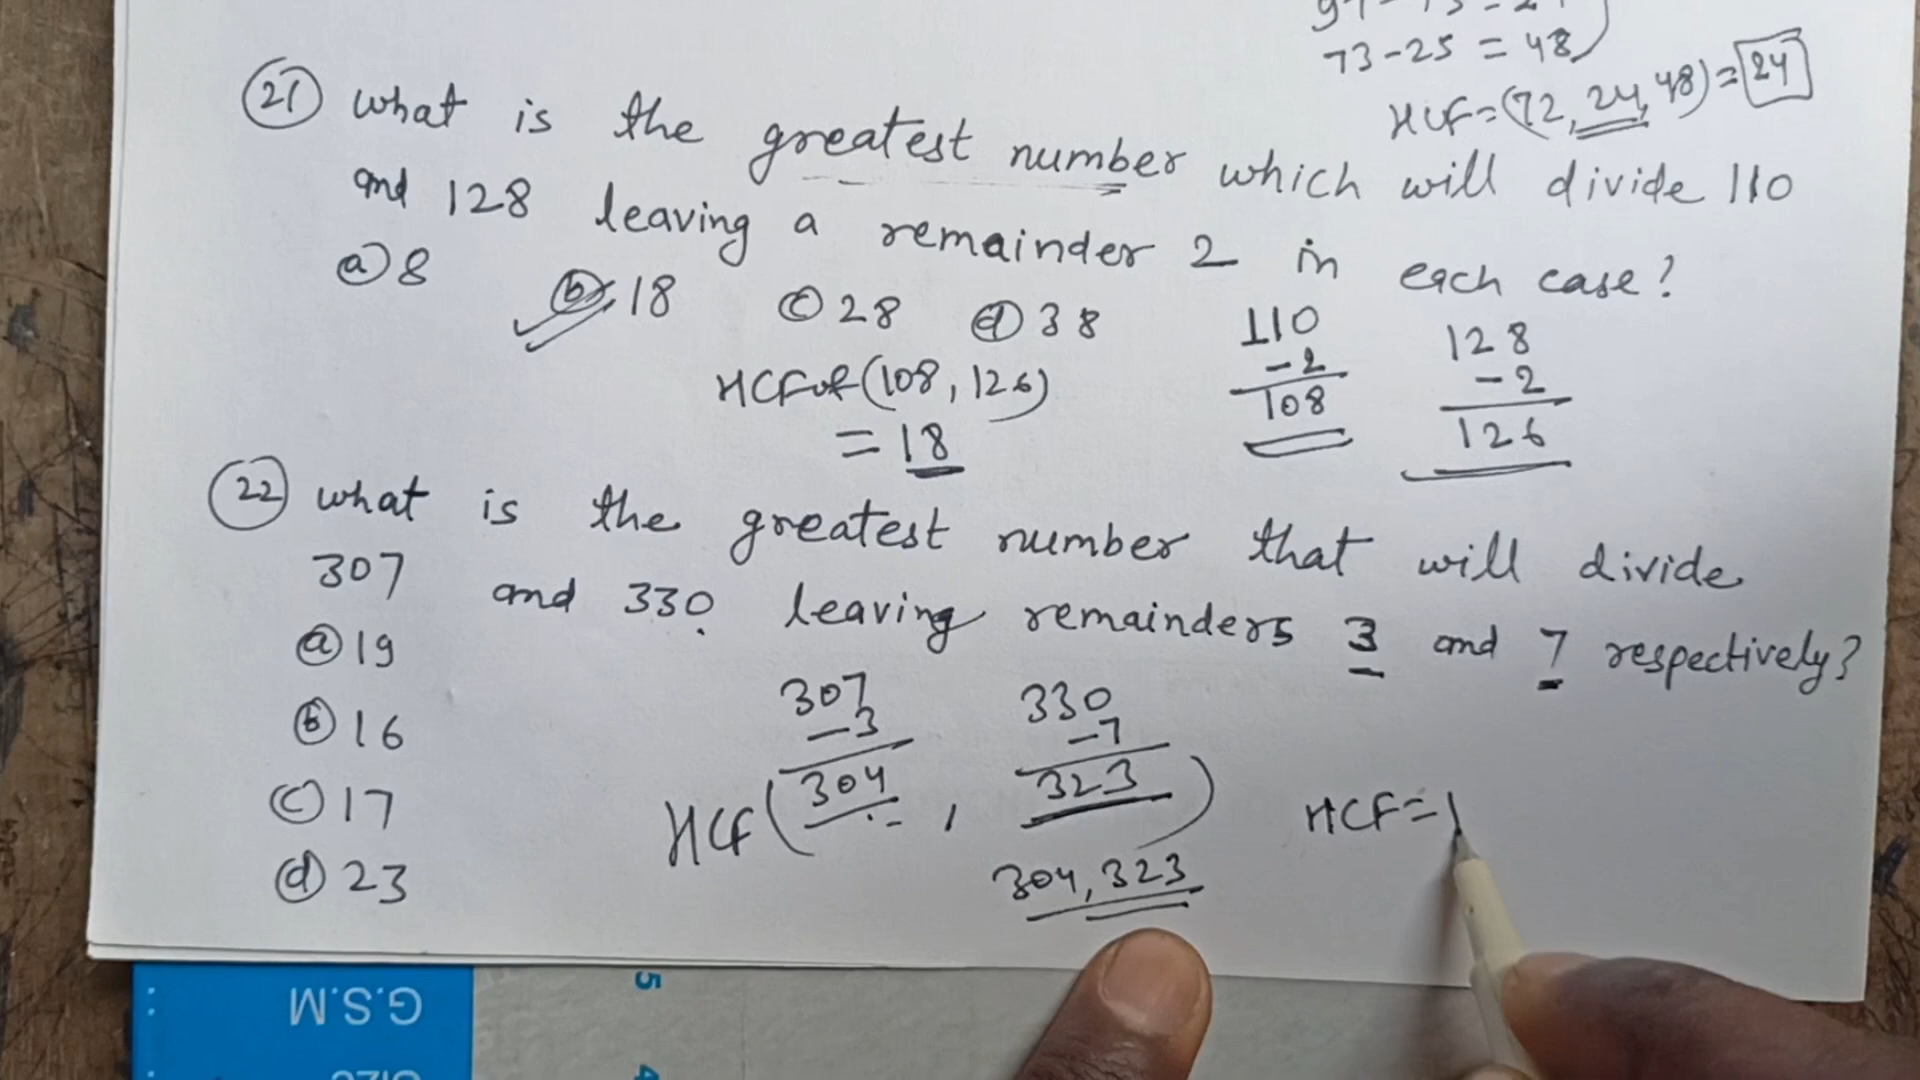 73-25 = 48
HCF=(72, 24, 48)=24
21 what is the greatest number which will divide 110
and 128 leaving a remainder 2 in each case?
a 8 b 18 c 28 d 38
HCF of (108, 126)
= 18
110
-2
108
128
-2
126
22 what is the greatest number that will divide
307 and 330 leaving remainders 3 and 7 respectively?
a 19
b 16
c 17
d 23
307
-3
330
-7
HCF(304, 323)
304, 323
HCF=1
G.S.M
5
4